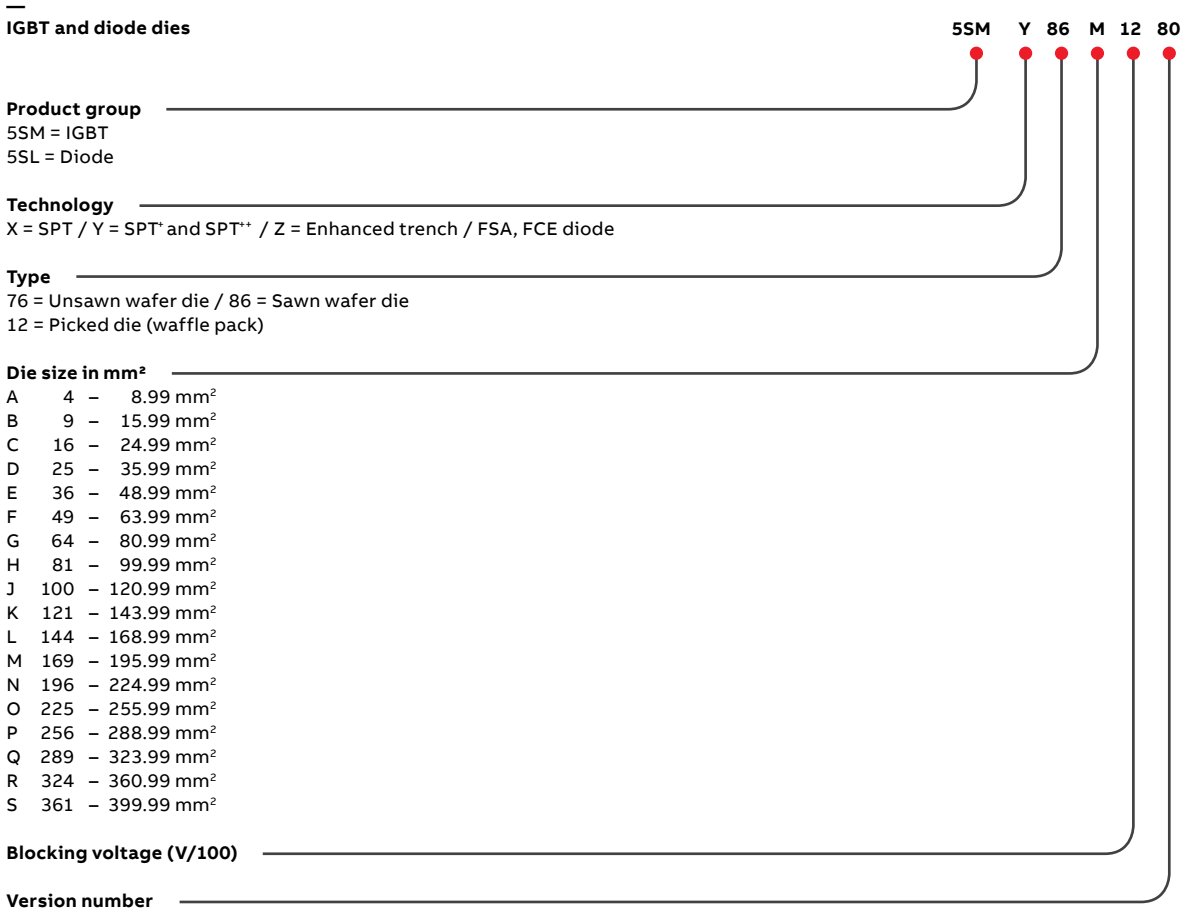 IGBT and diode dies 5SM Y 86 M 12 80
Product group
5SM = IGBT
5SL = Diode
Technology
X = SPT / Y = SPT⁺ and SPT⁺⁺ / Z = Enhanced trench / FSA, FCE diode
Type
76 = Unsawn wafer die / 86 = Sawn wafer die
12 = Picked die (waffle pack)
Die size in mm²
A 4 – 8.99 mm²
B 9 – 15.99 mm²
C 16 – 24.99 mm²
D 25 – 35.99 mm²
E 36 – 48.99 mm²
F 49 – 63.99 mm²
G 64 – 80.99 mm²
H 81 – 99.99 mm²
J 100 – 120.99 mm²
K 121 – 143.99 mm²
L 144 – 168.99 mm²
M 169 – 195.99 mm²
N 196 – 224.99 mm²
O 225 – 255.99 mm²
P 256 – 288.99 mm²
Q 289 – 323.99 mm²
R 324 – 360.99 mm²
S 361 – 399.99 mm²
Blocking voltage (V/100)
Version number